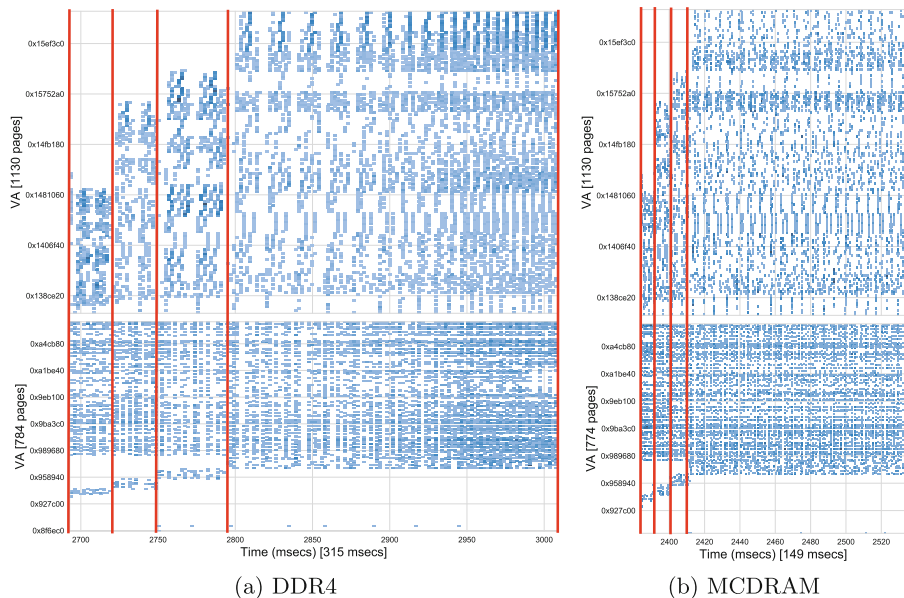 0x15ef3c0
0x15752a0
0x14fb180
0x1481060
0x1406f40
0x138ce20
VA [1130 pages]
0xa4cb80
0xa1be40
0x9eb100
0x9ba3c0
0x989680
0x958940
0x927c00
0x8f6ec0
VA [784 pages]
2700 2750 2800 2850 2900 2950 3000
Time (msecs) [315 msecs]
(a) DDR4
0x15ef3c0
0x15752a0
0x14fb180
0x1481060
0x1406f40
0x138ce20
VA [1130 pages]
0xa4cb80
0xa1be40
0x9eb100
0x9ba3c0
0x989680
0x958940
0x927c00
VA [774 pages]
2400 2420 2440 2460 2480 2500 2520
Time (msecs) [149 msecs]
(b) MCDRAM